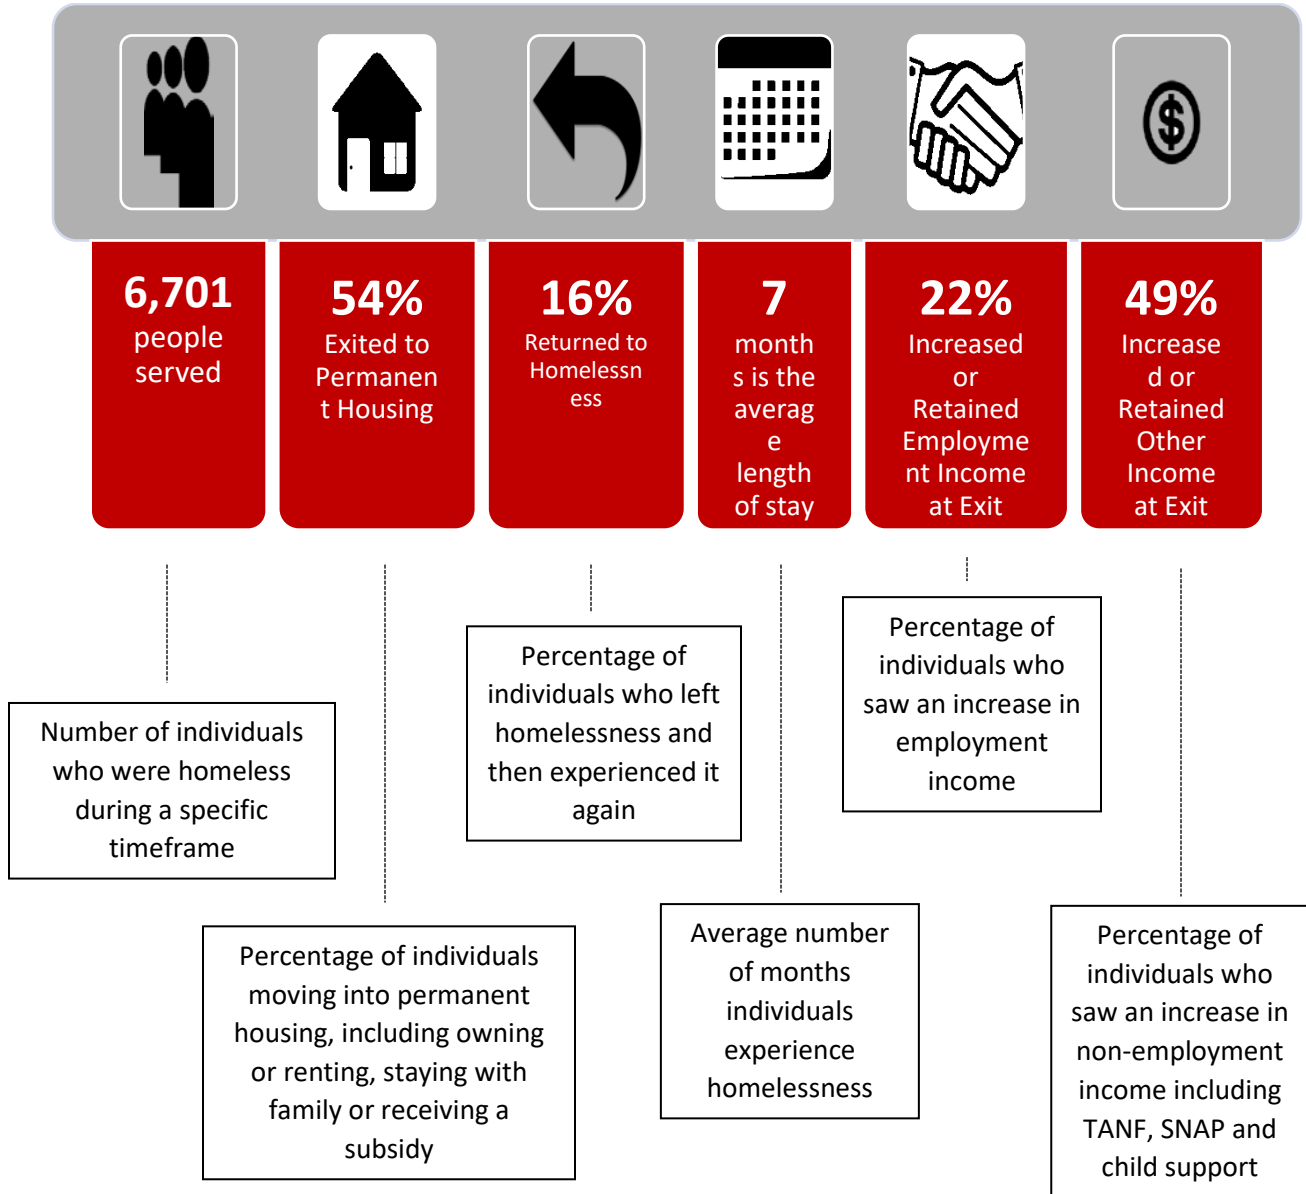 6,701
people
served
54%
Exited to
Permanen
t Housing
16%
Returned to
Homelessn
ess
7
month
s is the
averag
e
length
of stay
22%
Increased
or
Retained
Employme
nt Income
at Exit
49%
Increase
d or
Retained
Other
Income
at Exit
Number of individuals
who were homeless
during a specific
timeframe
Percentage of individuals
moving into permanent
housing, including owning
or renting, staying with
family or receiving a
subsidy
Percentage of
individuals who left
homelessness and
then experienced it
again
Average number
of months
individuals
experience
homelessness
Percentage of
individuals who
saw an increase in
employment
income
Percentage of
individuals who
saw an increase in
non-employment
income including
TANF, SNAP and
child support